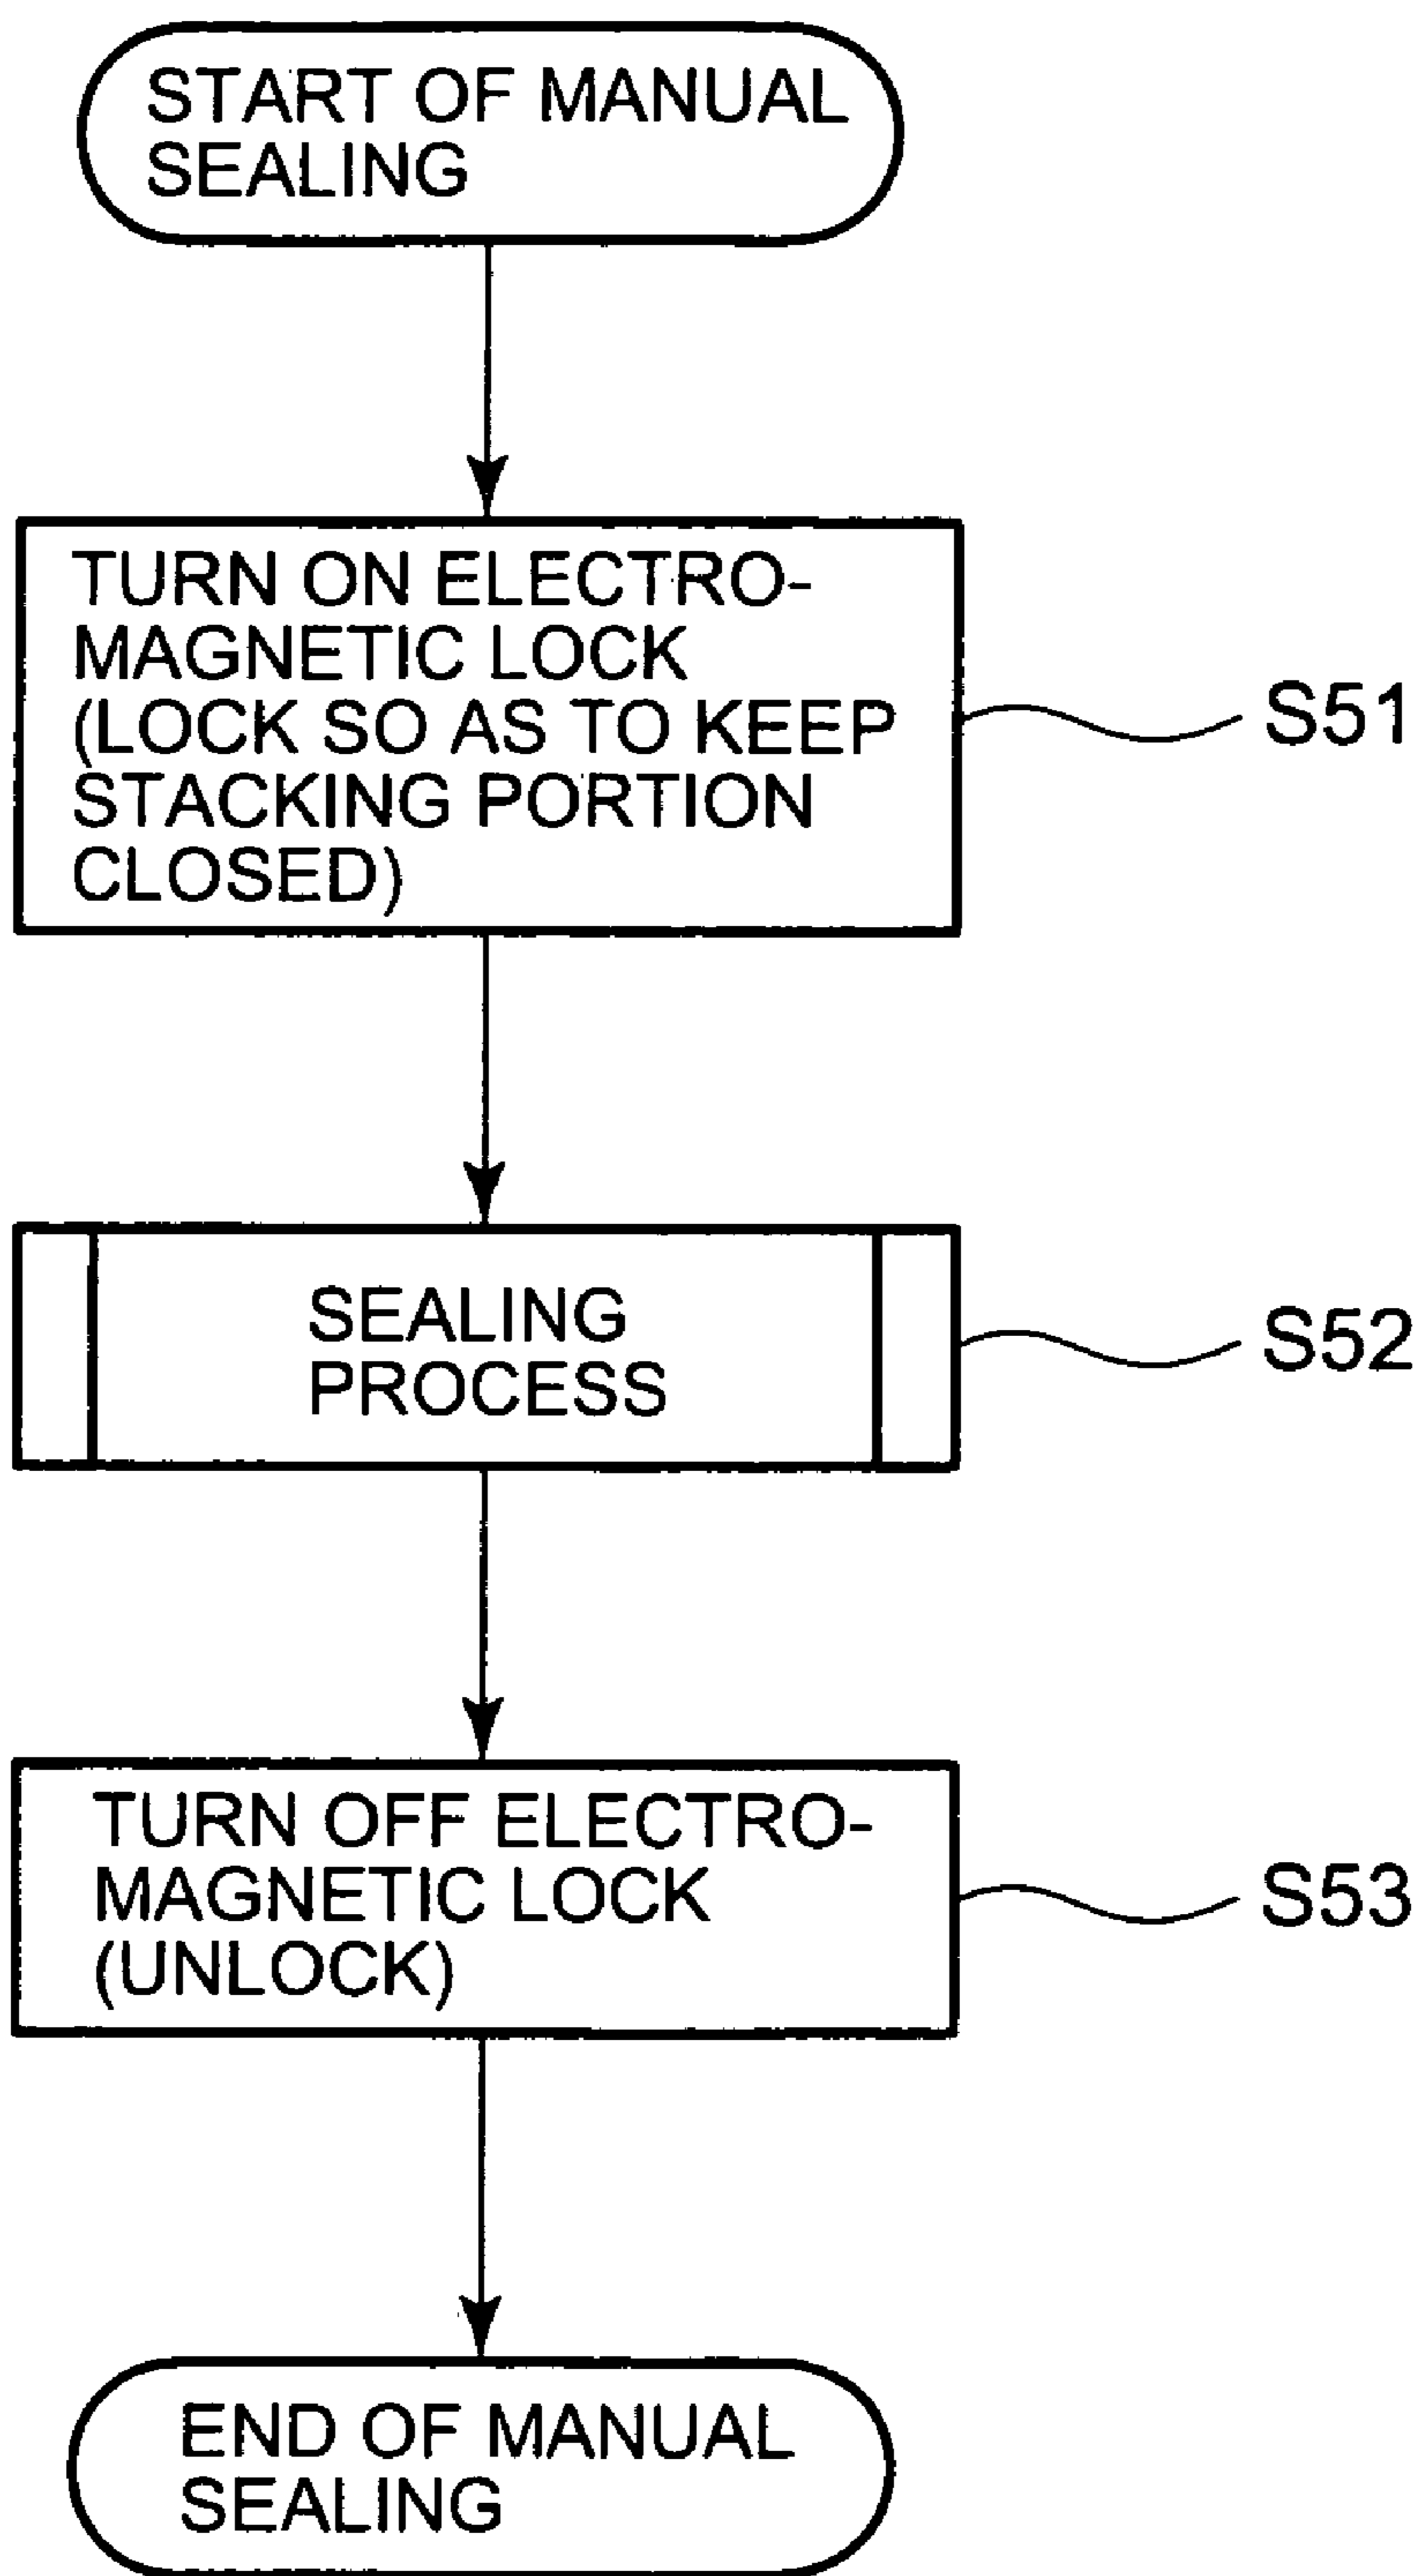 START OF MANUAL
SEALING
TURN ON ELECTRO-
MAGNETIC LOCK
(LOCK SO AS TO KEEP
STACKING PORTION
CLOSED)
S51
SEALING
PROCESS
S52
TURN OFF ELECTRO-
MAGNETIC LOCK
(UNLOCK)
S53
END OF MANUAL
SEALING